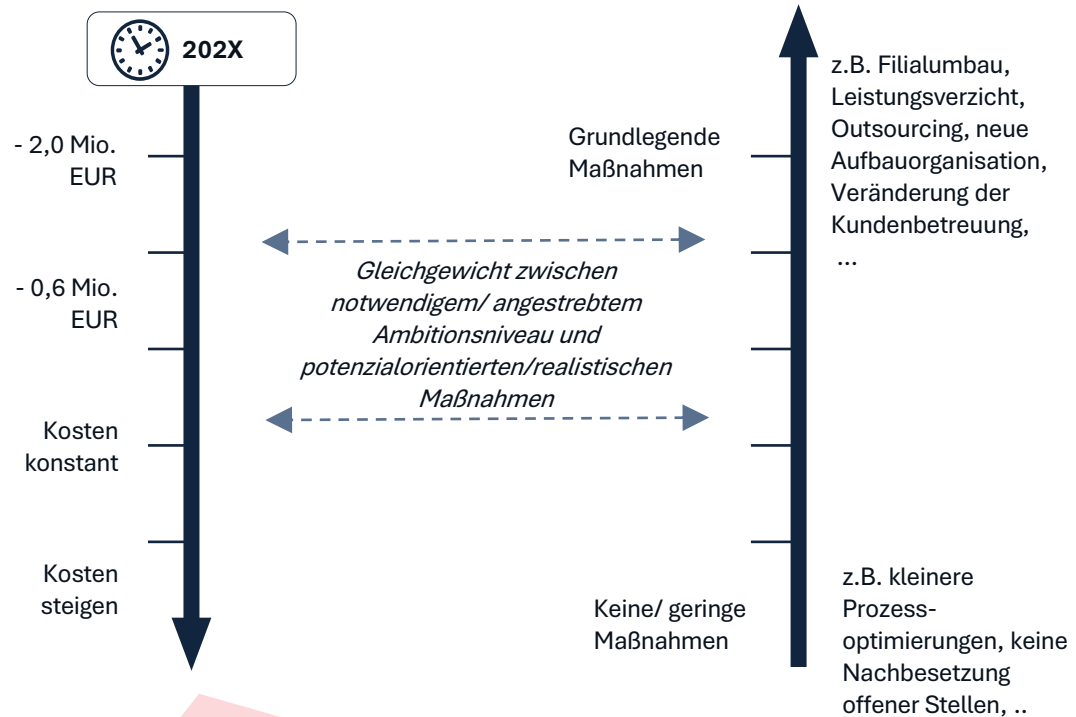 202X
- 2,0 Mio.
EUR
- 0,6 Mio.
EUR
Kosten
konstant
Kosten
steigen
Gleichgewicht zwischen
notwendigem/ angestrebtem
Ambitionsniveau und
potenzialorientierten/realistischen
Maßnahmen
Grundlegende
Maßnahmen
Keine/ geringe
Maßnahmen
z.B. Filialumbau,
Leistungsverzicht,
Outsourcing, neue
Aufbauorganisation,
Veränderung der
Kundenbetreuung,
...
z.B. kleinere
Prozess-
optimierungen, keine
Nachbesetzung
offener Stellen, ..